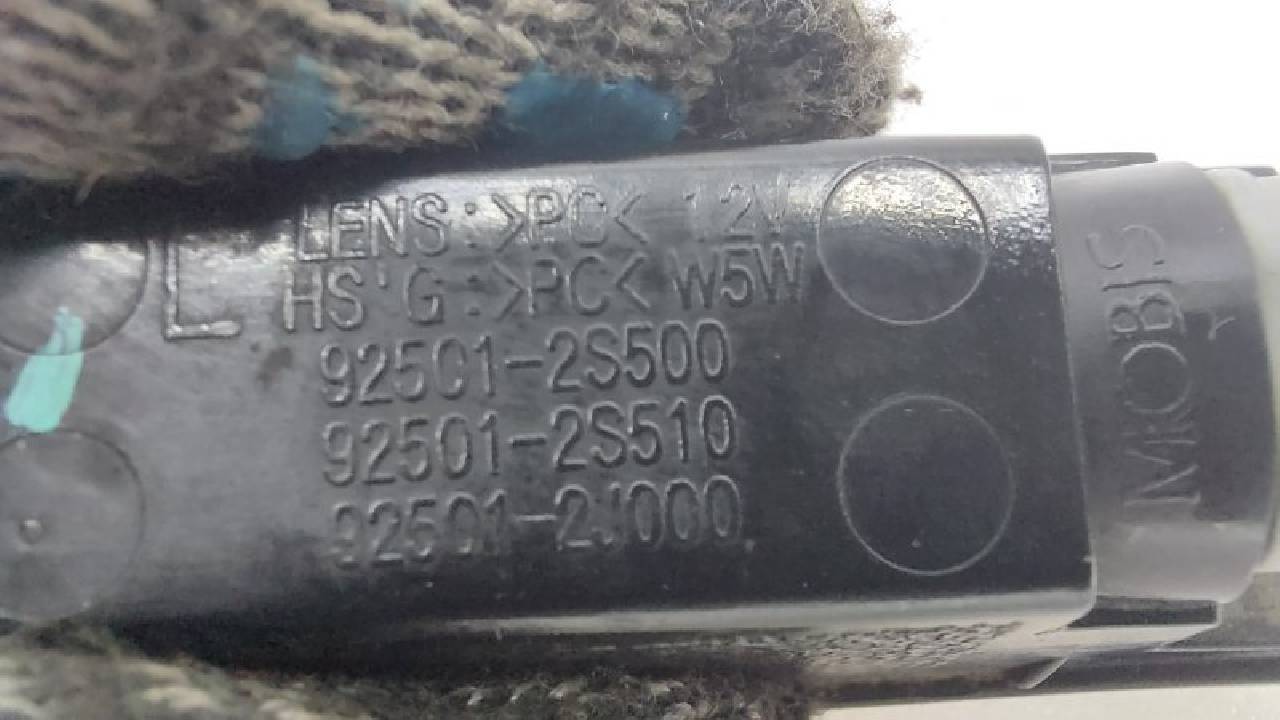 L
LENS:>PC< 12V
HS'G:>PC< W5W
92501-2S500
92501-2S510
92501-2J000
MOBIS